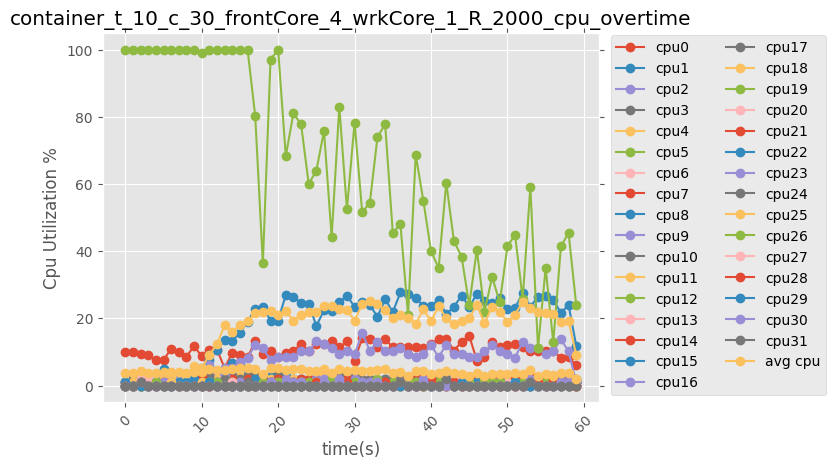 container_t_10_c_30_frontCore_4_wrkCore_1_R_2000_cpu_overtime
100
80
60
40
20
0
Cpu Utilization %
0
10
20
30
40
50
60
time(s)
cpu0
cpu1
cpu2
cpu3
cpu4
cpu5
cpu6
cpu7
cpu8
cpu9
cpu10
cpu11
cpu12
cpu13
cpu14
cpu15
cpu16
cpu17
cpu18
cpu19
cpu20
cpu21
cpu22
cpu23
cpu24
cpu25
cpu26
cpu27
cpu28
cpu29
cpu30
cpu31
avg cpu